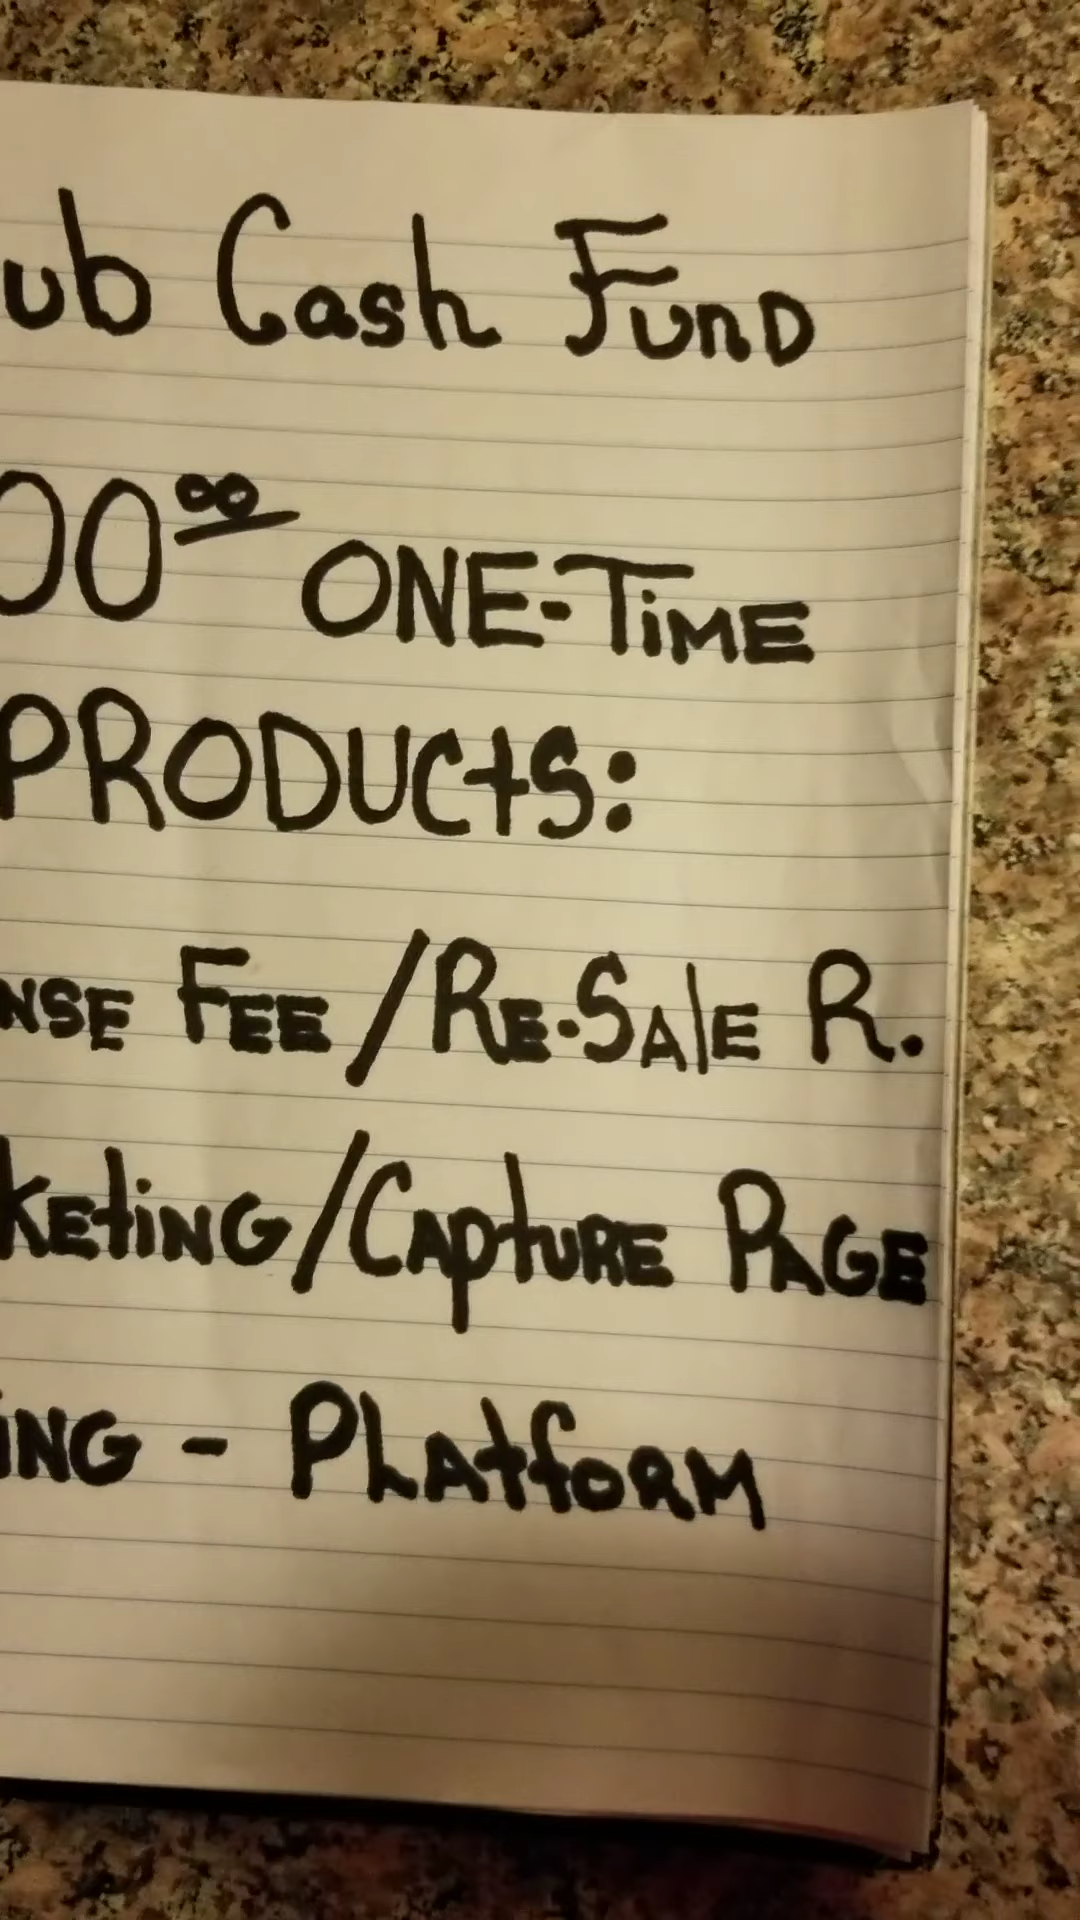 ub Cash Fund
00⁰⁰ ONE-TiME
PRODUCtS:
NSE FEE / RE-SAlE R.
KEtiNG/CAptURE PAGE
iNG - PLAtfORM